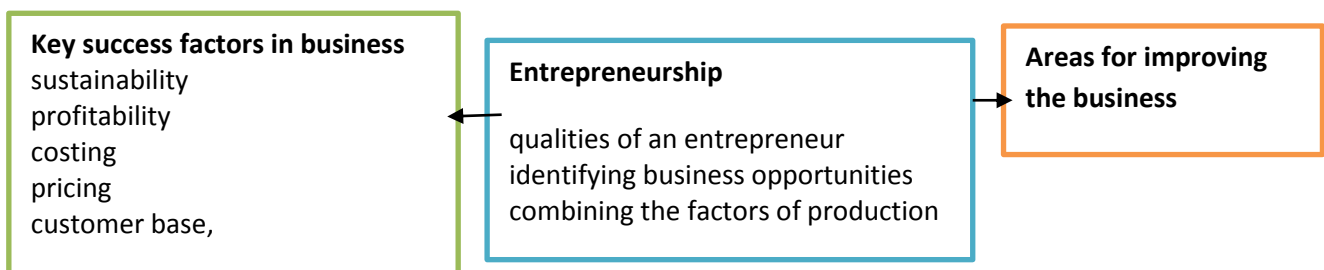 Key success factors in business
sustainability
profitability
costing
pricing
customer base,
Entrepreneurship
qualities of an entrepreneur
identifying business opportunities
combining the factors of production
Areas for improving
the business